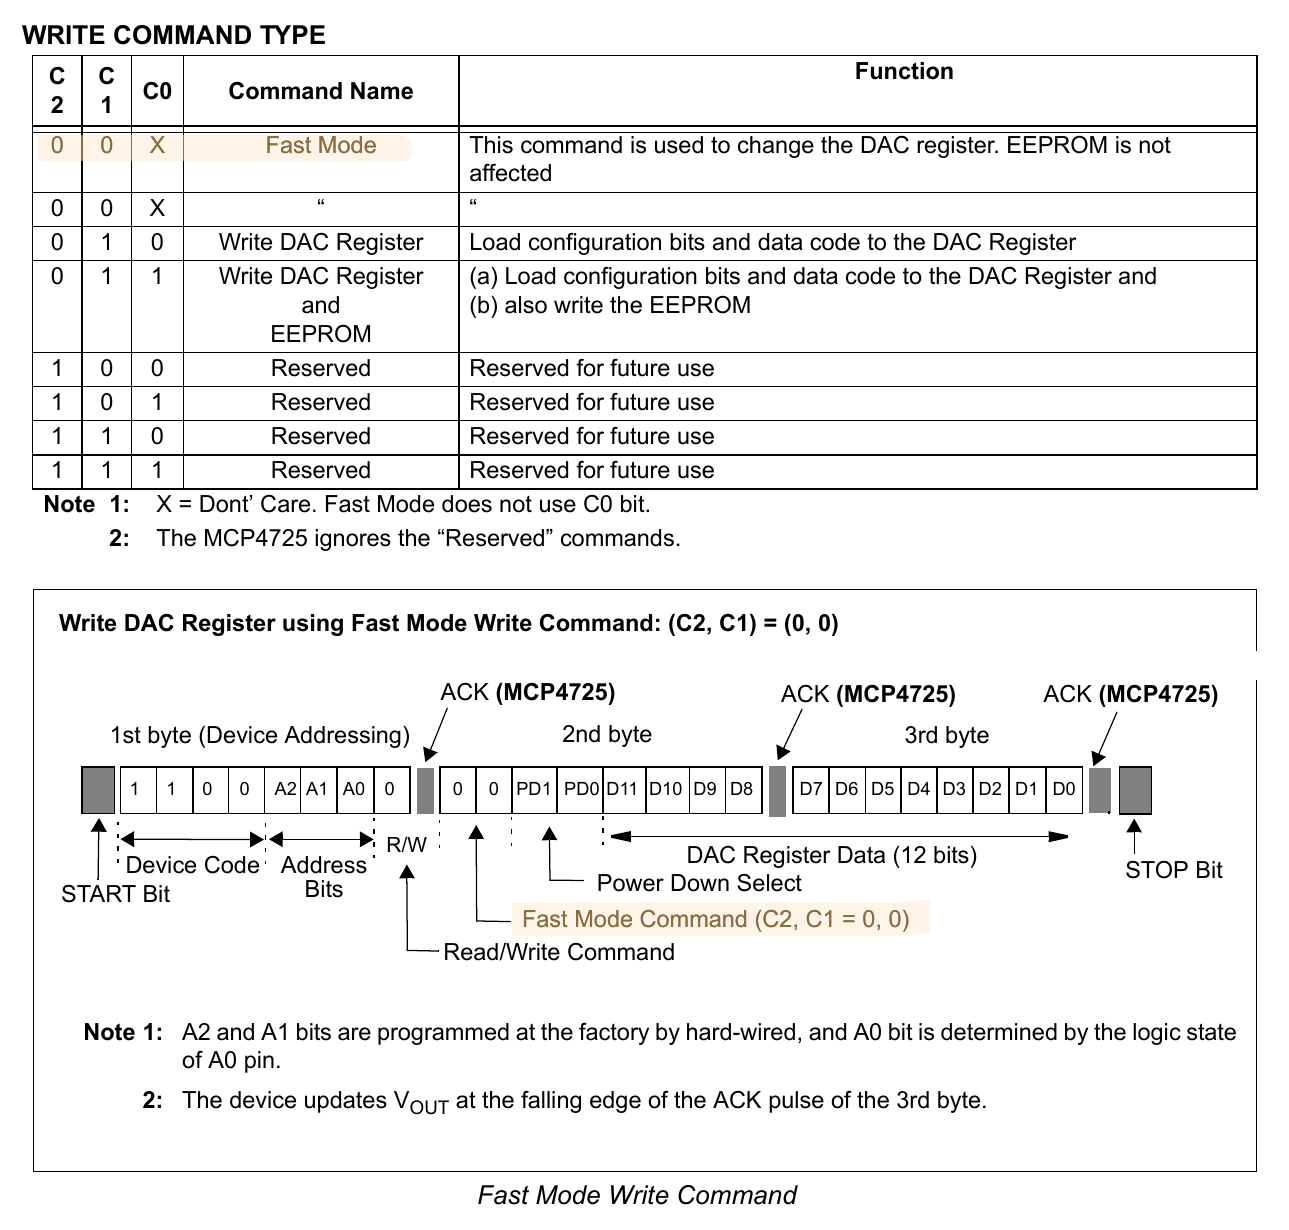 WRITE COMMAND TYPE
C2 C1 C0 Command Name Function
0 0 X Fast Mode This command is used to change the DAC register. EEPROM is not
affected
0 0 X “ “
0 1 0 Write DAC Register Load configuration bits and data code to the DAC Register
0 1 1 Write DAC Register (a) Load configuration bits and data code to the DAC Register and
and (b) also write the EEPROM
EEPROM
1 0 0 Reserved Reserved for future use
1 0 1 Reserved Reserved for future use
1 1 0 Reserved Reserved for future use
1 1 1 Reserved Reserved for future use
Note 1: X = Dont’ Care. Fast Mode does not use C0 bit.
2: The MCP4725 ignores the “Reserved” commands.
Write DAC Register using Fast Mode Write Command: (C2, C1) = (0, 0)
ACK (MCP4725) ACK (MCP4725) ACK (MCP4725)
1st byte (Device Addressing) 2nd byte 3rd byte
1 1 0 0 A2 A1 A0 0 0 0 PD1 PD0 D11 D10 D9 D8 D7 D6 D5 D4 D3 D2 D1 D0
R/W
Device Code Address Bits DAC Register Data (12 bits)
START Bit Power Down Select STOP Bit
Fast Mode Command (C2, C1 = 0, 0)
Read/Write Command
Note 1: A2 and A1 bits are programmed at the factory by hard-wired, and A0 bit is determined by the logic state
of A0 pin.
2: The device updates VOUT at the falling edge of the ACK pulse of the 3rd byte.
Fast Mode Write Command